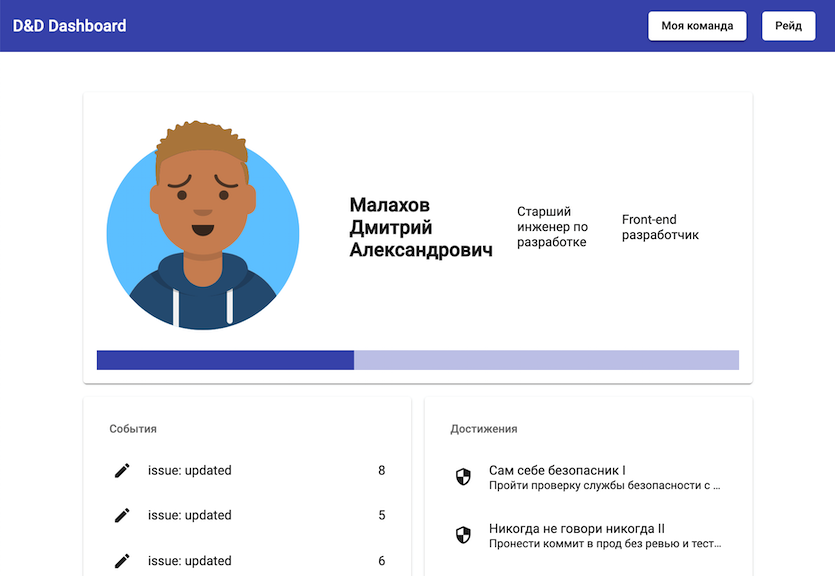 D&D Dashboard
Моя команда
Рейд
Малахов
Дмитрий
Александрович
Старший
инженер по
разработке
Front-end
разработчик
События
issue: updated 8
issue: updated 5
issue: updated 6
Достижения
Сам себе безопасник I
Пройти проверку службы безопасности с ...
Никогда не говори никогда II
Пронести коммит в прод без ревью и тест...